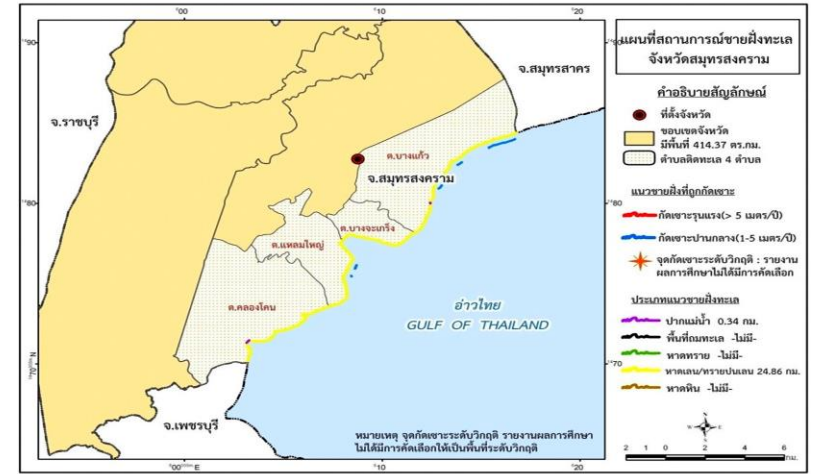 แผนที่สถานการณ์ชายฝั่งทะเล
จังหวัดสมุทรสงคราม
คำอธิบายสัญลักษณ์
ที่ตั้งจังหวัด
ขอบเขตจังหวัด
มีพื้นที่ 414.37 ตร.กม.
ตำบลติดทะเล 4 ตำบล
แนวชายฝั่งที่ถูกกัดเซาะ
กัดเซาะรุนแรง(> 5 เมตร/ปี)
กัดเซาะปานกลาง(1-5 เมตร/ปี)
จุดกัดเซาะระดับวิกฤติ : รายงาน
ผลการศึกษาไม่ได้มีการคัดเลือก
ประเภทแนวชายฝั่งทะเล
ปากแม่น้ำ 0.34 กม.
พื้นที่ถมทะเล -ไม่มี-
หาดทราย -ไม่มี-
หาดเลน/ทรายปนเลน 24.86 กม.
หาดหิน -ไม่มี-
2 1 0 2 4 6
กม.
จ.สมุทรสาคร
จ.ราชบุรี
ต.บางแก้ว
จ.สมุทรสงคราม
ต.บางจะเกร็ง
ต.แหลมใหญ่
ต.คลองโคน
อ่าวไทย
GULF OF THAILAND
จ.เพชรบุรี
หมายเหตุ จุดกัดเซาะระดับวิกฤติ รายงานผลการศึกษา
ไม่ได้มีการคัดเลือกให้เป็นพื้นที่ระดับวิกฤติ